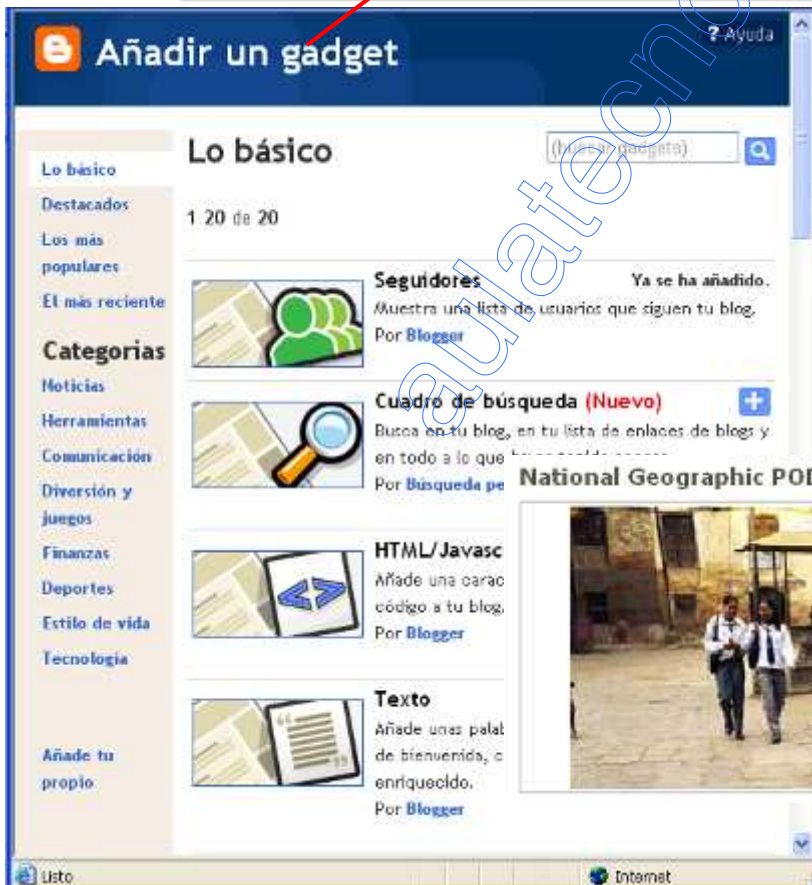 Añadir un gadget
? Ayuda
Lo básico
(buscar gadgets)
Lo básico
Destacados
Los más
populares
El más reciente
Categorias
Noticias
Herramientas
Comunicación
Diversión y
juegos
Finanzas
Deportes
Estilo de vida
Tecnología
Añade tu
propio
1 20 de 20
Seguidores
Ya se ha añadido.
Muestra una lista de usuarios que siguen tu blog.
Por Blogger
Cuadro de búsqueda (Nuevo)
Busca en tu blog, en tu lista de enlaces de blogs y
en todo a lo que
Por Búsqueda pe
National Geographic POD
HTML/Javasc
Añade una carac
código a tu blog.
Por Blogger
Texto
Añade unas palab
de bienvenida, c
enriquecido.
Por Blogger
Listo
Internet
aulatecno